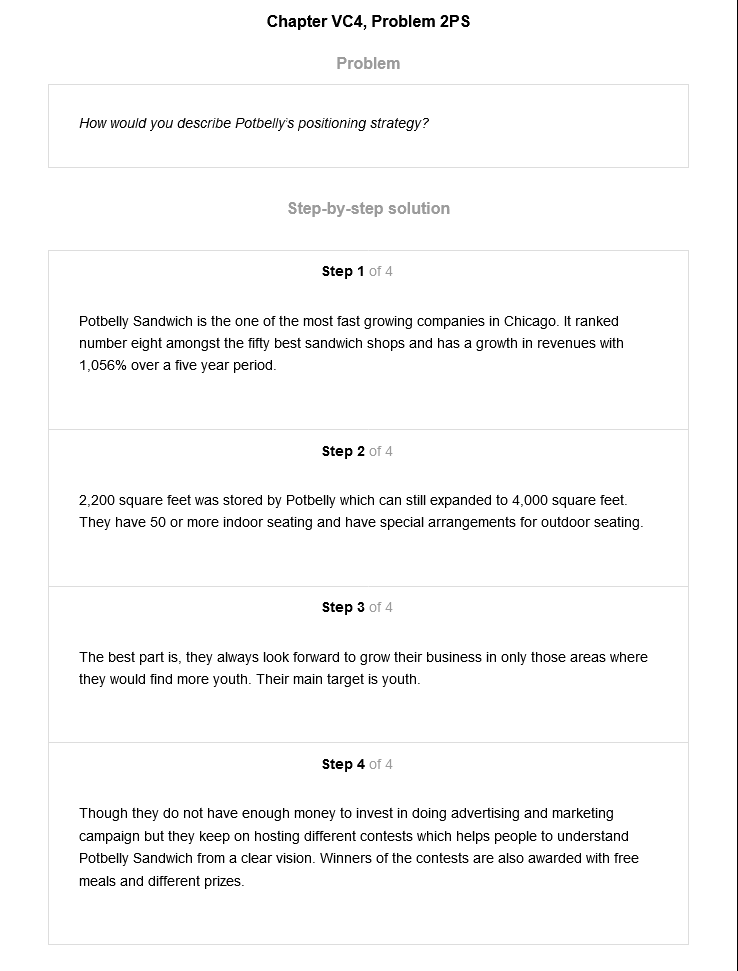 Chapter VC4, Problem 2PS
Problem
How would you describe Potbelly's positioning strategy?
Step-by-step solution
Step 1 of 4
Potbelly Sandwich is the one of the most fast growing companies in Chicago. It ranked
number eight amongst the fifty best sandwich shops and has a growth in revenues with
1,056% over a five year period.
Step 2 of 4
2,200 square feet was stored by Potbelly which can still expanded to 4,000 square feet.
They have 50 or more indoor seating and have special arrangements for outdoor seating.
Step 3 of 4
The best part is, they always look forward to grow their business in only those areas where
they would find more youth. Their main target is youth.
Step 4 of 4
Though they do not have enough money to invest in doing advertising and marketing
campaign but they keep on hosting different contests which helps people to understand
Potbelly Sandwich from a clear vision. Winners of the contests are also awarded with free
meals and different prizes.